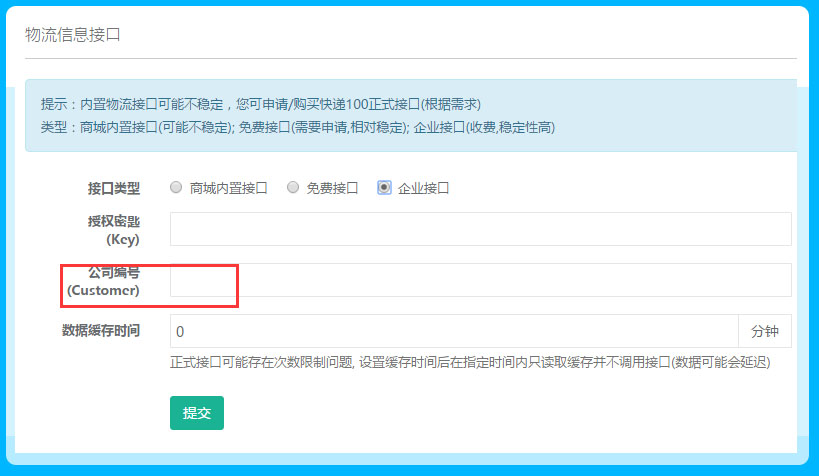 物流信息接口
提示：内置物流接口可能不稳定，您可申请/购买快递100正式接口(根据需求)
类型：商城内置接口(可能不稳定); 免费接口(需要申请,相对稳定); 企业接口(收费,稳定性高)
接口类型 商城内置接口 免费接口 企业接口
授权密匙
(Key)
公司编号
(Customer)
数据缓存时间 0 分钟
正式接口可能存在次数限制问题, 设置缓存时间后在指定时间内只读取缓存并不调用接口(数据可能会延迟)
提交